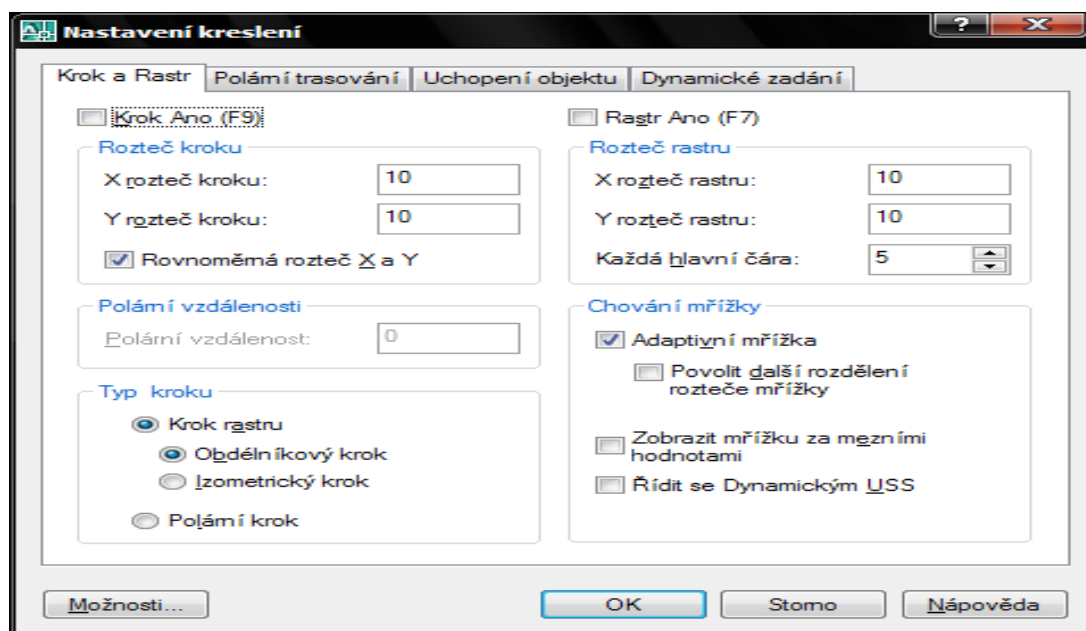 Nastavení kreslení
?
Krok a Rastr Polární trasování Uchopení objektu Dynamické zadání
Krok Ano (F9)
Rozteč kroku
X rozteč kroku: 10
Y rozteč kroku: 10
Rovnoměrná rozteč X a Y
Polární vzdálenosti
Polární vzdálenost: 0
Typ kroku
Krok rastru
Obdélníkový krok
Izometrický krok
Polární krok
Rastr Ano (F7)
Rozteč rastru
X rozteč rastru: 10
Y rozteč rastru: 10
Každá hlavní čára: 5
Chování mřížky
Adaptivní mřížka
Povolit další rozdělení
rozteče mřížky
Zobrazit mřížku za mezními
hodnotami
Řídit se Dynamickým USS
Možnosti... OK Storno Nápověda